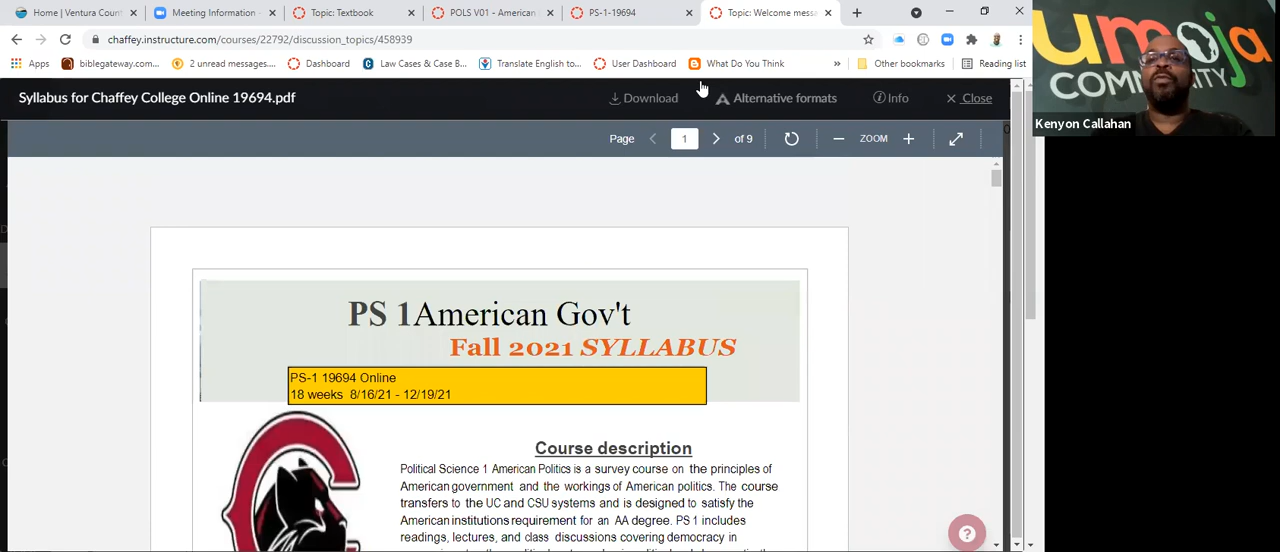 Home | Ventura Count
Meeting Information -
Topic: Textbook
POLS V01 - American
PS-1-19694
Topic: Welcome messa
chaffey.instructure.com/courses/22792/discussion_topics/458939
Apps
biblegateway.com...
2 unread messages....
Dashboard
Law Cases & Case B...
Translate English to...
User Dashboard
What Do You Think
»
Other bookmarks
Reading list
Syllabus for Chaffey College Online 19694.pdf
Download
Alternative formats
Info
Close
Page 1 of 9
ZOOM
PS 1American Gov't
Fall 2021 SYLLABUS
PS-1 19694 Online
18 weeks 8/16/21 - 12/19/21
Course description
Political Science 1 American Politics is a survey course on the principles of
American government and the workings of American politics. The course
transfers to the UC and CSU systems and is designed to satisfy the
American institutions requirement for an AA degree. PS 1 includes
readings, lectures, and class discussions covering democracy in
?
umoja
COMMUNITY
Kenyon Callahan